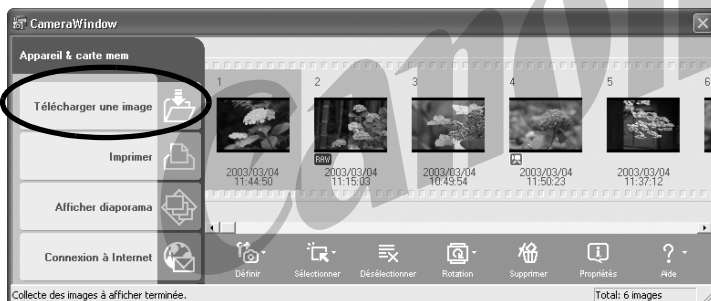 CameraWindow
Appareil & carte mem
Télécharger une image
Imprimer
Afficher diaporama
Connexion à Internet
1 2 3 4 5 6
RAW
2003/03/04 2003/03/04 2003/03/04 2003/03/04 2003/03/04
11:44:50 11:15:03 10:49:54 11:50:23 11:37:12
Définir Sélectionner Désélectionner Rotation Supprimer Propriétés Aide
Collecte des images à afficher terminée. Total: 6 images
Canon